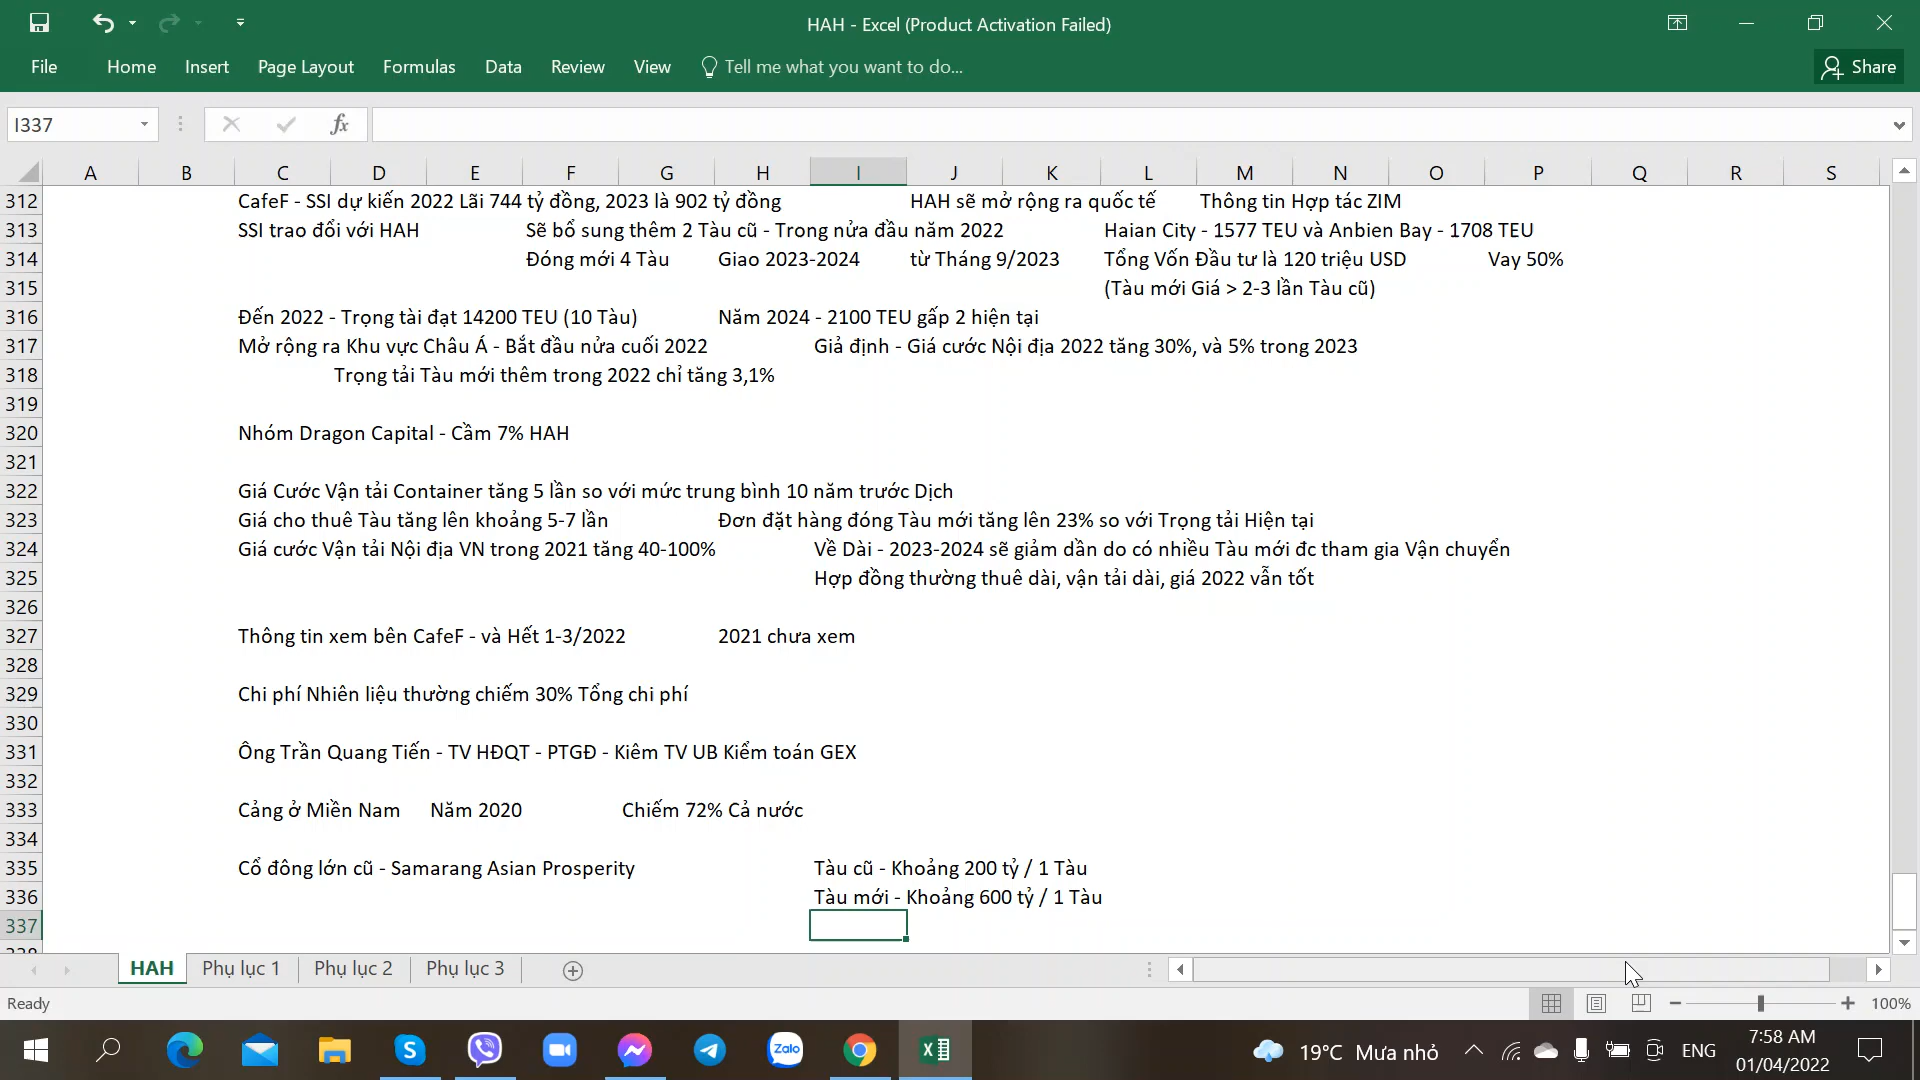 HAH - Excel (Product Activation Failed)
File Home Insert Page Layout Formulas Data Review View Tell me what you want to do... Share
I337 fx
A B C D E F G H I J K L M N O P Q R S
312 CafeF - SSI dự kiến 2022 Lãi 744 tỷ đồng, 2023 là 902 tỷ đồng HAH sẽ mở rộng ra quốc tế Thông tin Hợp tác ZIM
313 SSI trao đổi với HAH Sẽ bổ sung thêm 2 Tàu cũ - Trong nửa đầu năm 2022 Haian City - 1577 TEU và Anbien Bay - 1708 TEU
314 Đóng mới 4 Tàu Giao 2023-2024 từ Tháng 9/2023 Tổng Vốn Đầu tư là 120 triệu USD Vay 50%
315 (Tàu mới Giá > 2-3 lần Tàu cũ)
316 Đến 2022 - Trọng tài đạt 14200 TEU (10 Tàu) Năm 2024 - 2100 TEU gấp 2 hiện tại
317 Mở rộng ra Khu vực Châu Á - Bắt đầu nửa cuối 2022 Giả định - Giá cước Nội địa 2022 tăng 30%, và 5% trong 2023
318 Trọng tải Tàu mới thêm trong 2022 chỉ tăng 3,1%
319
320 Nhóm Dragon Capital - Cầm 7% HAH
321
322 Giá Cước Vận tải Container tăng 5 lần so với mức trung bình 10 năm trước Dịch
323 Giá cho thuê Tàu tăng lên khoảng 5-7 lần Đơn đặt hàng đóng Tàu mới tăng lên 23% so với Trọng tải Hiện tại
324 Giá cước Vận tải Nội địa VN trong 2021 tăng 40-100% Về Dài - 2023-2024 sẽ giảm dần do có nhiều Tàu mới đc tham gia Vận chuyển
325 Hợp đồng thường thuê dài, vận tải dài, giá 2022 vẫn tốt
326
327 Thông tin xem bên CafeF - và Hết 1-3/2022 2021 chưa xem
328
329 Chi phí Nhiên liệu thường chiếm 30% Tổng chi phí
330
331 Ông Trần Quang Tiến - TV HĐQT - PTGĐ - Kiêm TV UB Kiểm toán GEX
332
333 Cảng ở Miền Nam Năm 2020 Chiếm 72% Cả nước
334
335 Cổ đông lớn cũ - Samarang Asian Prosperity Tàu cũ - Khoảng 200 tỷ / 1 Tàu
336 Tàu mới - Khoảng 600 tỷ / 1 Tàu
337
338
HAH Phụ lục 1 Phụ lục 2 Phụ lục 3
Ready 100%
S Zalo 19°C Mưa nhỏ ENG 7:58 AM
01/04/2022